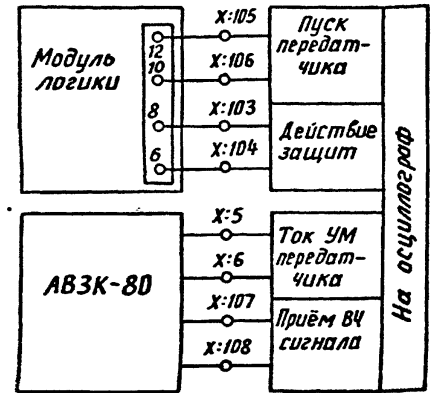 Модуль
логики
12
10
8
6
X:105
X:106
X:103
X:104
Пуск
передат-
чика
Действие
защит
АВЗК-80
X:5
X:6
X:107
X:108
Ток УМ
передат-
чика
Приём ВЧ
сигнала
На осциллограф